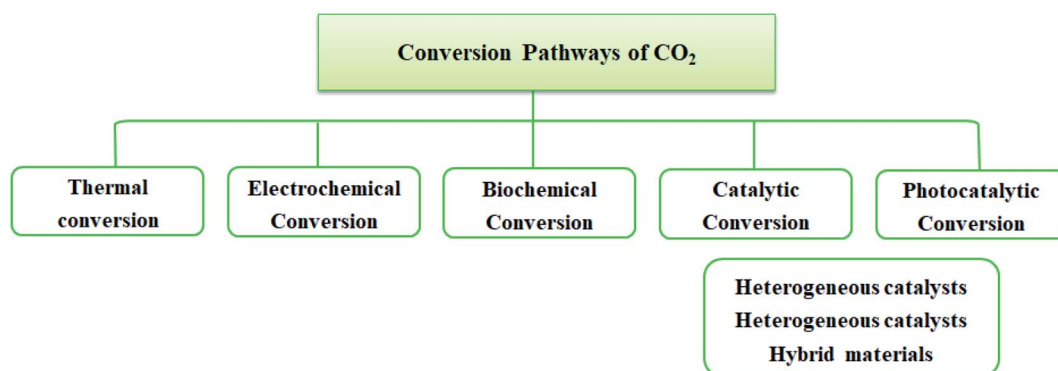 Conversion Pathways of CO₂
Thermal
conversion
Electrochemical
Conversion
Biochemical
Conversion
Catalytic
Conversion
Photocatalytic
Conversion
Heterogeneous catalysts
Heterogeneous catalysts
Hybrid materials